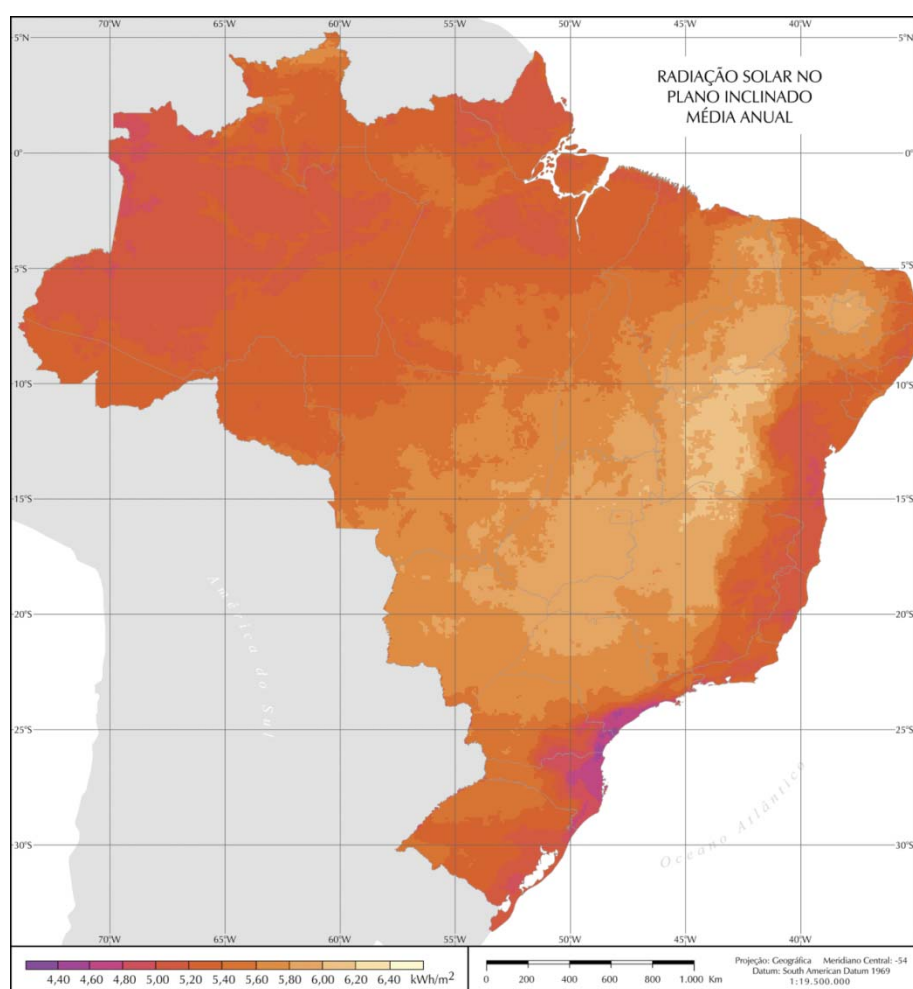 70°W 65°W 60°W 55°W 50°W 45°W 40°W
5°N 5°N
RADIAÇÃO SOLAR NO
PLANO INCLINADO
MÉDIA ANUAL
0° 0°
5°S 5°S
10°S 10°S
15°S 15°S
América do Sul
20°S 20°S
25°S 25°S
Oceono Atlântico
30°S 30°S
70°W 65°W 60°W 55°W 50°W 45°W 40°W
4,40 4,80 5,20 5,60 6,00 6,40 kWh/m²
4,60 5,00 5,40 5,80 6,20
0 200 400 600 800 1.000 Km
Projeção: Geográfica Meridiano Central: -54
Datum: South American Datum 1969
1:19.500.000